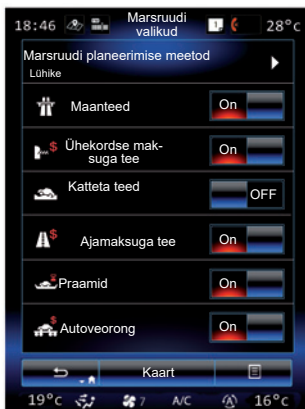 18:46 Marsruudi valikud 1 28°c
Marsruudi planeerimise meetod
Lühike
Maanteed On
$ Ühekordse mak-
suga tee On
Katteta teed OFF
$ Ajamaksuga tee On
Praamid On
$ Autoveorong On
Kaart
19°c 7 A/C A 16°c